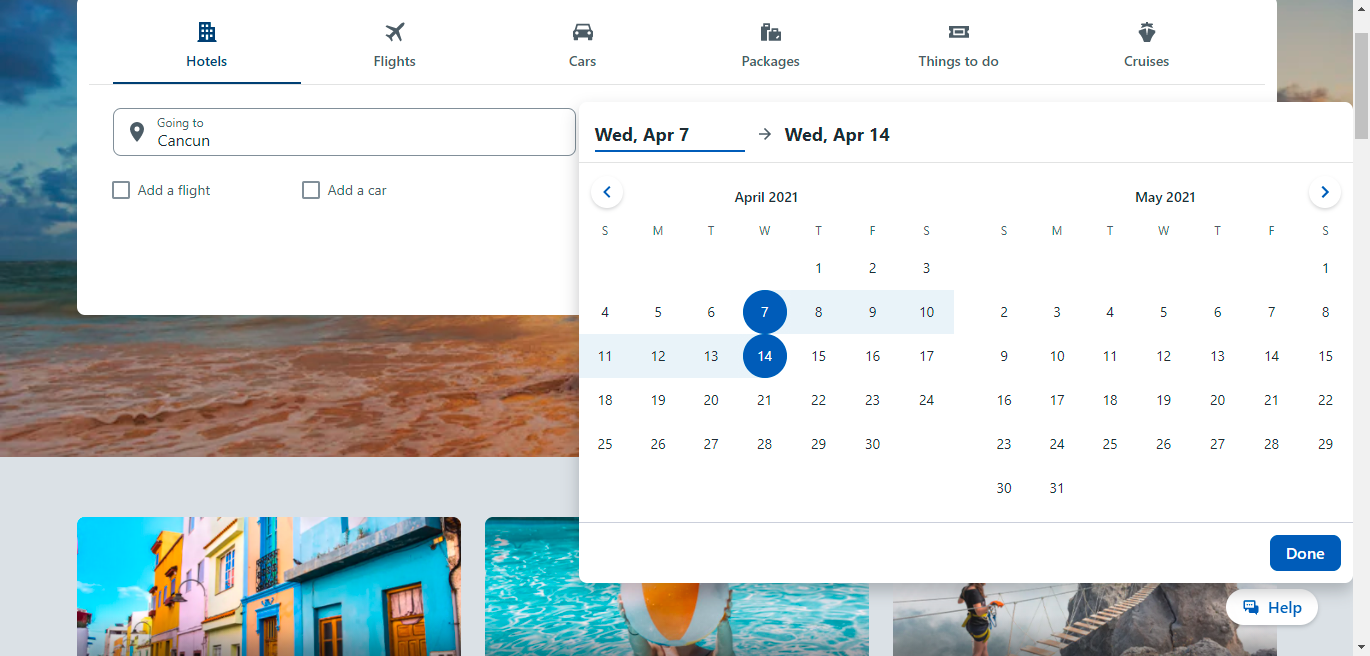 Hotels Flights Cars Packages Things to do Cruises
Going to
Cancun
Add a flight Add a car
Wed, Apr 7 Wed, Apr 14
April 2021
S M T W T F S
1 2 3
4 5 6 7 8 9 10
11 12 13 14 15 16 17
18 19 20 21 22 23 24
25 26 27 28 29 30
May 2021
S M T W T F S
1
2 3 4 5 6 7 8
9 10 11 12 13 14 15
16 17 18 19 20 21 22
23 24 25 26 27 28 29
30 31
Done
Help